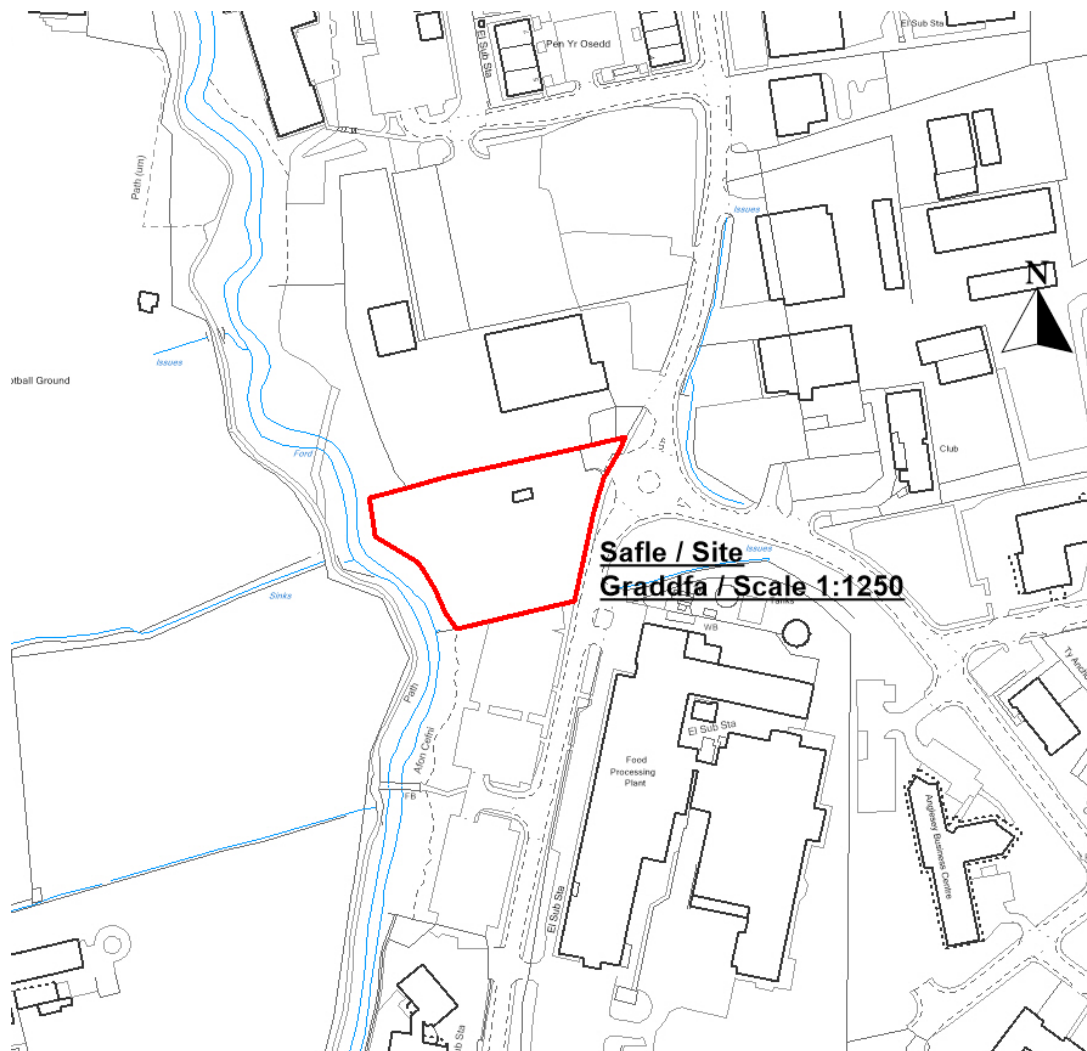 El Sub Sta
El Sub Sta
Pen Yr Osedd
Path (um)
Issues
N
Issues
otball Ground
Ford
Club
Safle / Site
Graddfa / Scale 1:1250
Issues
Sinks
Tanks
WB
Path
Afon Cefni
El Sub Sta
Food
Processing
Plant
FB
Anglesey Business Centre
El Sub Sta
Sub Sta